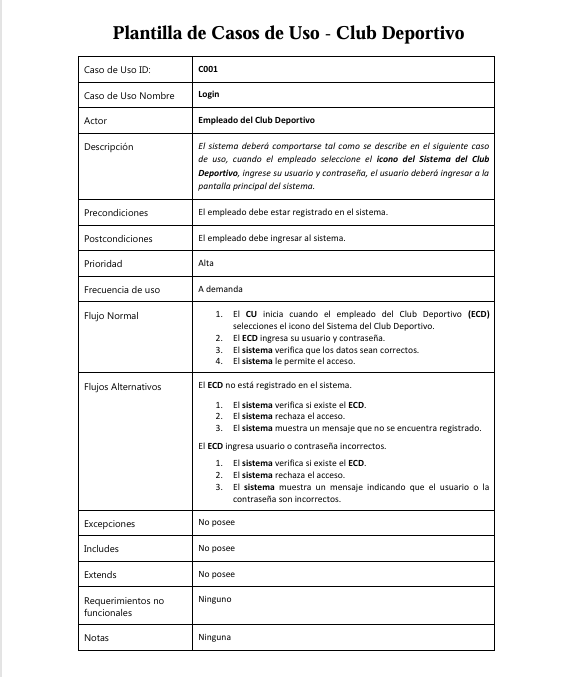 Plantilla de Casos de Uso - Club Deportivo
Caso de Uso ID:
C001
Caso de Uso Nombre
Login
Actor
Empleado del Club Deportivo
Descripción
El sistema deberá comportarse tal como se describe en el siguiente caso
de uso, cuando el empleado seleccione el icono del Sistema del Club
Deportivo, ingrese su usuario y contraseña, el usuario deberá ingresar a la
pantalla principal del sistema.
Precondiciones
El empleado debe estar registrado en el sistema.
Postcondiciones
El empleado debe ingresar al sistema.
Prioridad
Alta
Frecuencia de uso
A demanda
Flujo Normal
1. El CU inicia cuando el empleado del Club Deportivo (ECD)
selecciones el icono del Sistema del Club Deportivo.
2. El ECD ingresa su usuario y contraseña.
3. El sistema verifica que los datos sean correctos.
4. El sistema le permite el acceso.
Flujos Alternativos
El ECD no está registrado en el sistema.
1. El sistema verifica si existe el ECD.
2. El sistema rechaza el acceso.
3. El sistema muestra un mensaje que no se encuentra registrado.
El ECD ingresa usuario o contraseña incorrectos.
1. El sistema verifica si existe el ECD.
2. El sistema rechaza el acceso.
3. El sistema muestra un mensaje indicando que el usuario o la
contraseña son incorrectos.
Excepciones
No posee
Includes
No posee
Extends
No posee
Requerimientos no
funcionales
Ninguno
Notas
Ninguna